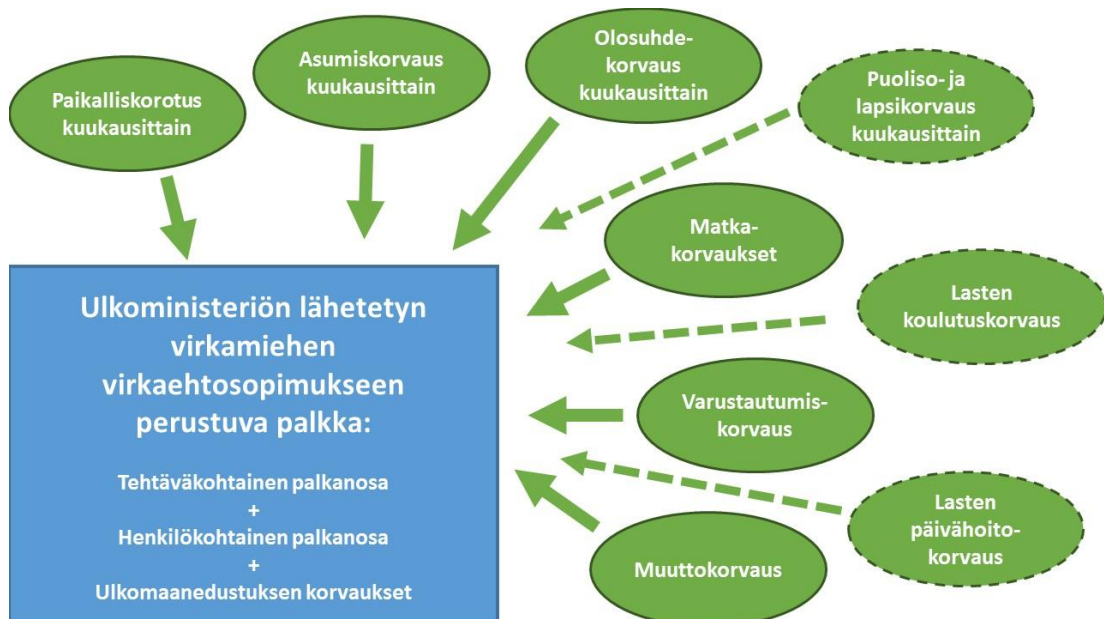 Paikalliskorotus
kuukausittain
Asumiskorvaus
kuukausittain
Olosuhde-
korvaus
kuukausittain
Puoliso- ja
lapsikorvaus
kuukausittain
Matka-
korvaukset
Lasten
koulutuskorvaus
Varustautumis-
korvaus
Lasten
päivähoito-
korvaus
Muuttokorvaus
Ulkoministeriön lähetetyn
virkamiehen
virkaehtosopimukseen
perustuva palkka:
Tehtäväkohtainen palkanosa
+
Henkilökohtainen palkanosa
+
Ulkomaanedustuksen korvaukset